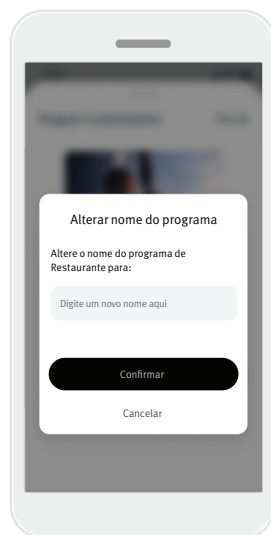 Alterar nome do programa
Altere o nome do programa de
Restaurante para:
Digite um novo nome aqui
Confirmar
Cancelar